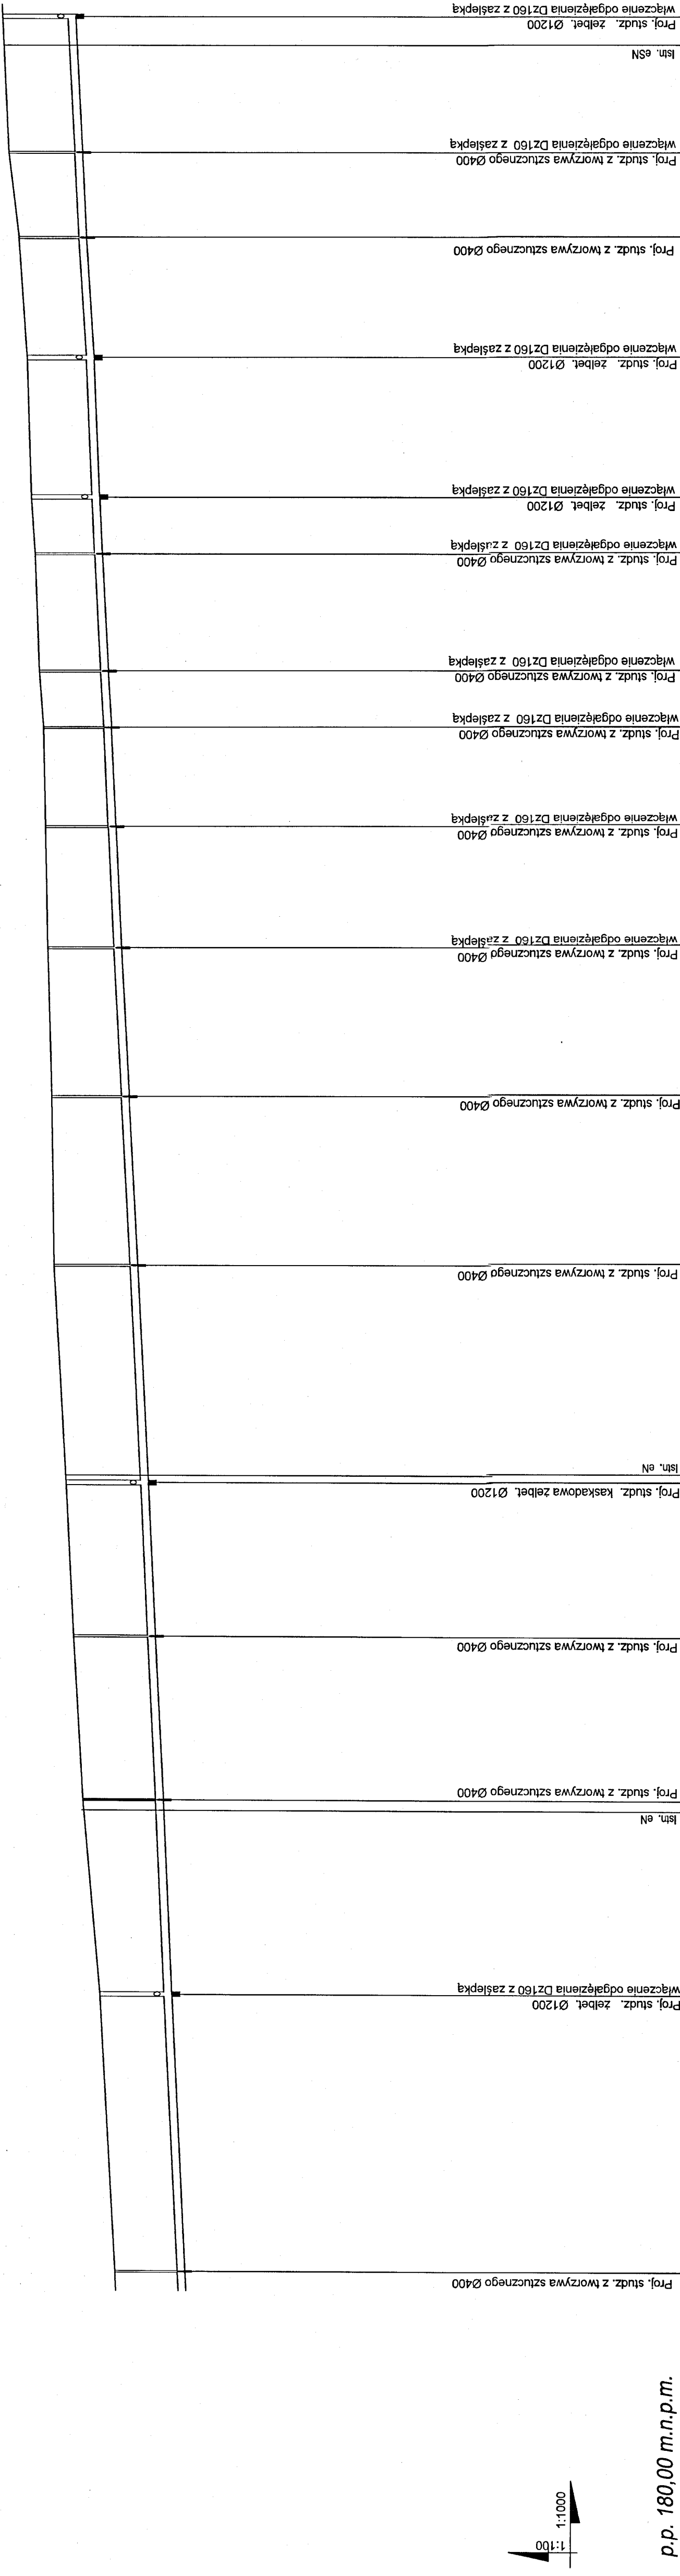 włączenie odgałęzienia Dz160 z zaślepką
Proj. studz. żelbet. Ø1200
Istn. eSN
włączenie odgałęzienia Dz160 z zaślepką
Proj. studz. z tworzywa sztucznego Ø400
Proj. studz. z tworzywa sztucznego Ø400
włączenie odgałęzienia Dz160 z zaślepką
Proj. studz. żelbet. Ø1200
włączenie odgałęzienia Dz160 z zaślepką
Proj. studz. żelbet. Ø1200
włączenie odgałęzienia Dz160 z zaślepką
Proj. studz. z tworzywa sztucznego Ø400
włączenie odgałęzienia Dz160 z zaślepką
Proj. studz. z tworzywa sztucznego Ø400
włączenie odgałęzienia Dz160 z zaślepką
Proj. studz. z tworzywa sztucznego Ø400
włączenie odgałęzienia Dz160 z zaślepką
Proj. studz. z tworzywa sztucznego Ø400
włączenie odgałęzienia Dz160 z zaślepką
Proj. studz. z tworzywa sztucznego Ø400
Proj. studz. z tworzywa sztucznego Ø400
Proj. studz. z tworzywa sztucznego Ø400
Istn. eN
Proj. studz. kaskadowa żelbet. Ø1200
Proj. studz. z tworzywa sztucznego Ø400
Proj. studz. z tworzywa sztucznego Ø400
Istn. eN
włączenie odgałęzienia Dz160 z zaślepką
Proj. studz. żelbet. Ø1200
Proj. studz. z tworzywa sztucznego Ø400
1:1000
1:100
p.p. 180,00 m.n.p.m.